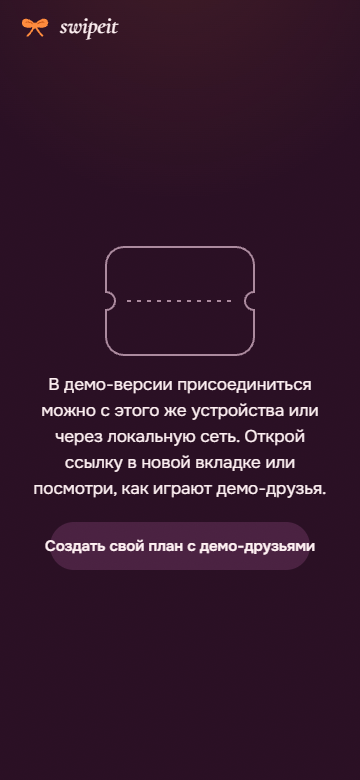 swipeit
В демо-версии присоединиться
можно с этого же устройства или
через локальную сеть. Открой
ссылку в новой вкладке или
посмотри, как играют демо-друзья.
Создать свой план с демо-друзьями